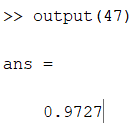 >> output(47)
ans =
0.9727